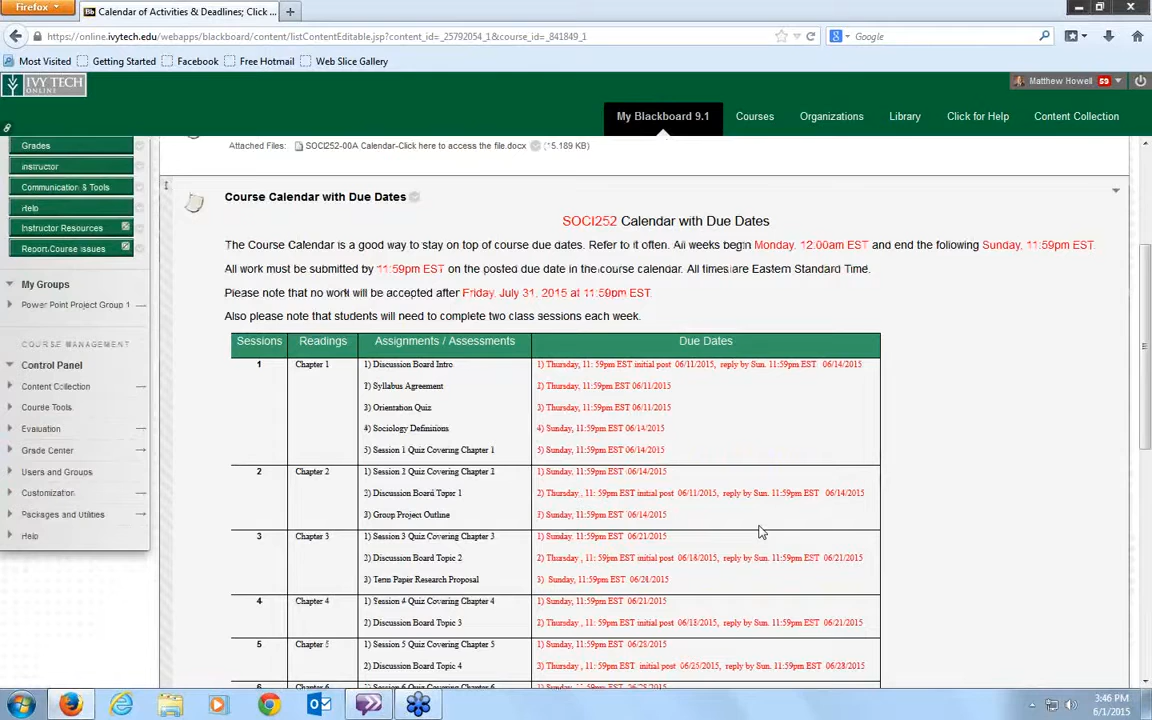 Firefox
Calendar of Activities & Deadlines; Click ...
https://online.ivytech.edu/webapps/blackboard/content/listContentEditable.jsp?content_id=_25792054_1&course_id=_841849_1
Google
Most Visited Getting Started Facebook Free Hotmail Web Slice Gallery
IVY TECH
ONLINE
Matthew Howell 59
My Blackboard 9.1 Courses Organizations Library Click for Help Content Collection
Grades
Instructor
Communication & Tools
Help
Instructor Resources
Report Course Issues
My Groups
Power Point Project Group 1
COURSE MANAGEMENT
Control Panel
Content Collection
Course Tools
Evaluation
Grade Center
Users and Groups
Customization
Packages and Utilities
Help
Attached Files: SOCI252-00A Calendar-Click here to access the file.docx (15.189 KB)
Course Calendar with Due Dates
SOCI252 Calendar with Due Dates
The Course Calendar is a good way to stay on top of course due dates. Refer to it often. All weeks begin Monday, 12:00am EST and end the following Sunday, 11:59pm EST.
All work must be submitted by 11:59pm EST on the posted due date in the course calendar. All times are Eastern Standard Time.
Please note that no work will be accepted after Friday, July 31, 2015 at 11:59pm EST.
Also please note that students will need to complete two class sessions each week.
Sessions Readings Assignments / Assessments Due Dates
1 Chapter 1 1) Discussion Board Intro 1) Thursday, 11: 59pm EST initial post 06/11/2015, reply by Sun. 11:59pm EST 06/14/2015
2) Syllabus Agreement 2) Thursday, 11:59pm EST 06/11/2015
3) Orientation Quiz 3) Thursday, 11:59pm EST 06/11/2015
4) Sociology Definitions 4) Sunday, 11:59pm EST 06/14/2015
5) Session 1 Quiz Covering Chapter 1 5) Sunday, 11:59pm EST 06/14/2015
2 Chapter 2 1) Session 2 Quiz Covering Chapter 2 1) Sunday, 11:59pm EST 06/14/2015
2) Discussion Board Topic 1 2) Thursday , 11: 59pm EST initial post 06/11/2015, reply by Sun. 11:59pm EST 06/14/2015
3) Group Project Outline 3) Sunday, 11:59pm EST 06/14/2015
3 Chapter 3 1) Session 3 Quiz Covering Chapter 3 1) Sunday, 11:59pm EST 06/21/2015
2) Discussion Board Topic 2 2) Thursday , 11: 59pm EST initial post 06/18/2015, reply by Sun. 11:59pm EST 06/21/2015
3) Term Paper Research Proposal 3) Sunday, 11:59pm EST 06/21/2015
4 Chapter 4 1) Session 4 Quiz Covering Chapter 4 1) Sunday, 11:59pm EST 06/21/2015
2) Discussion Board Topic 3 2) Thursday , 11: 59pm EST initial post 06/18/2015, reply by Sun. 11:59pm EST 06/21/2015
5 Chapter 5 1) Session 5 Quiz Covering Chapter 5 1) Sunday, 11:59pm EST 06/28/2015
2) Discussion Board Topic 4 3) Thursday , 11: 59pm EST initial post 06/25/2015, reply by Sun. 11:59pm EST 06/28/2015
3:46 PM
6/1/2015